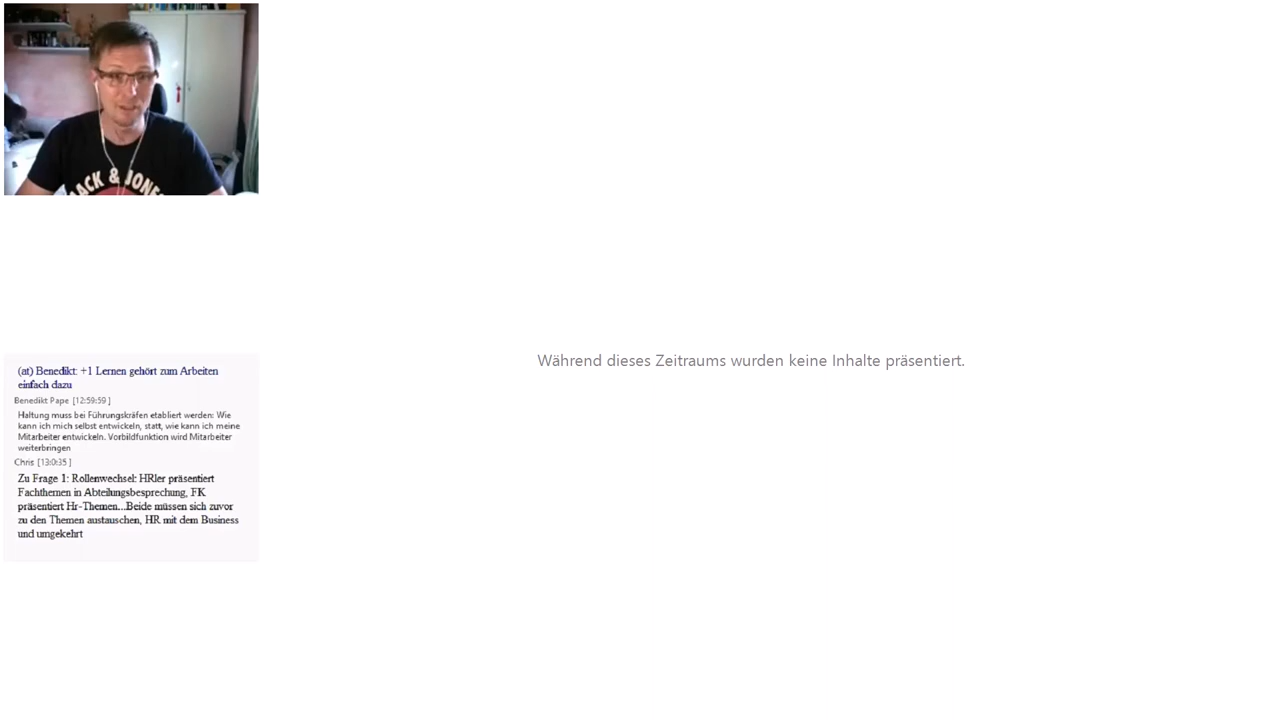 JACK & JONES
Während dieses Zeitraums wurden keine Inhalte präsentiert.
(at) Benedikt: +1 Lernen gehört zum Arbeiten
einfach dazu
Benedikt Pape [12:59:59 ]
Haltung muss bei Führungskräfen etabliert werden: Wie
kann ich mich selbst entwickeln, statt, wie kann ich meine
Mitarbeiter entwickeln. Vorbildfunktion wird Mitarbeiter
weiterbringen
Chris [13:0:35 ]
Zu Frage 1: Rollenwechsel: HRler präsentiert
Fachthemen in Abteilungsbesprechung, FK
präsentiert Hr-Themen...Beide müssen sich zuvor
zu den Themen austauschen, HR mit dem Business
und umgekehrt